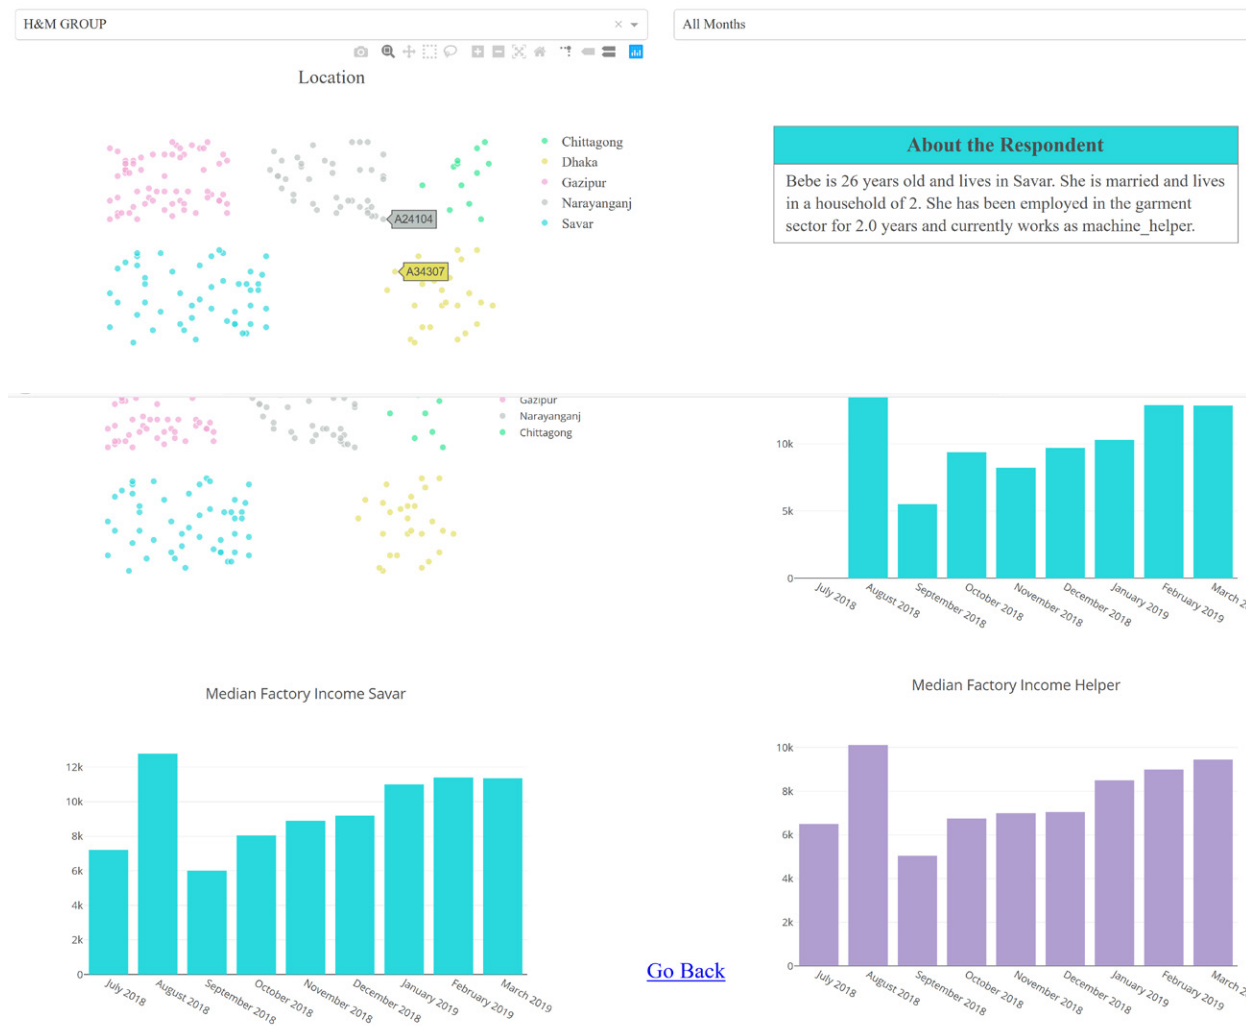 H&M GROUP
All Months
Location
Chittagong
Dhaka
Gazipur
Narayanganj
Savar
A24104
A34307
About the Respondent
Bebe is 26 years old and lives in Savar. She is married and lives
in a household of 2. She has been employed in the garment
sector for 2.0 years and currently works as machine_helper.
Gazipur
Narayanganj
Chittagong
10k
5k
0
July 2018
August 2018
September 2018
October 2018
November 2018
December 2018
January 2019
February 2019
March 2
Median Factory Income Savar
12k
10k
8k
6k
4k
2k
0
July 2018
August 2018
September 2018
October 2018
November 2018
December 2018
January 2019
February 2019
March 2019
Go Back
Median Factory Income Helper
10k
8k
6k
4k
2k
0
July 2018
August 2018
September 2018
October 2018
November 2018
December 2018
January 2019
February 2019
March 2